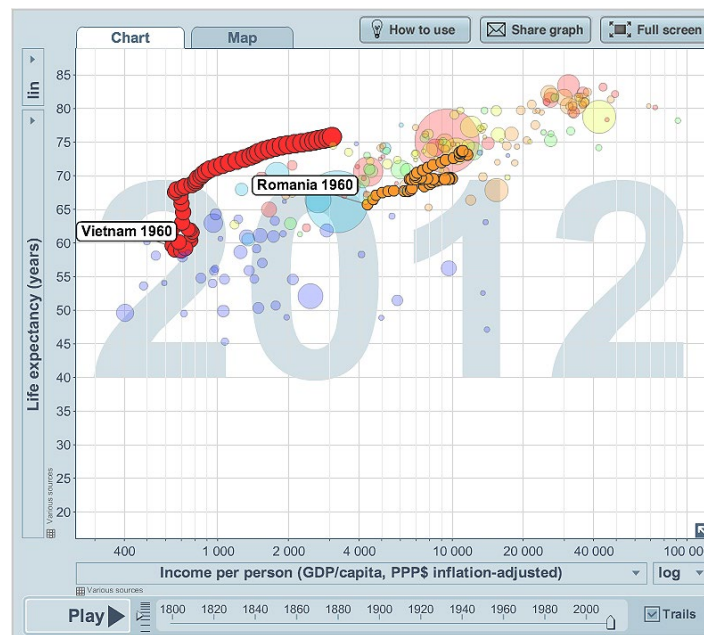 Chart
Map
How to use
Share graph
Full screen
lin
Life expectancy (years)
Various sources
85
80
75
70
65
60
55
50
45
40
35
30
25
20
2012
Romania 1960
Vietnam 1960
400
1 000
2 000
4 000
10 000
20 000
40 000
100 00
Income per person (GDP/capita, PPP$ inflation-adjusted)
log
Various sources
Play
1800
1820
1840
1860
1880
1900
1920
1940
1960
1980
2000
Trails